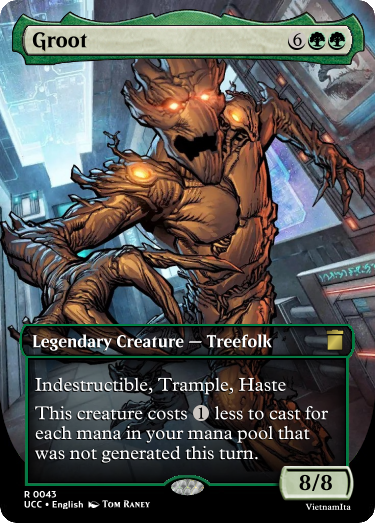 Groot 6
Legendary Creature — Treefolk
Indestructible, Trample, Haste
This creature costs 1 less to cast for
each mana in your mana pool that
was not generated this turn.
8/8
R 0043
UCC • English Tom Raney
VietnamIta